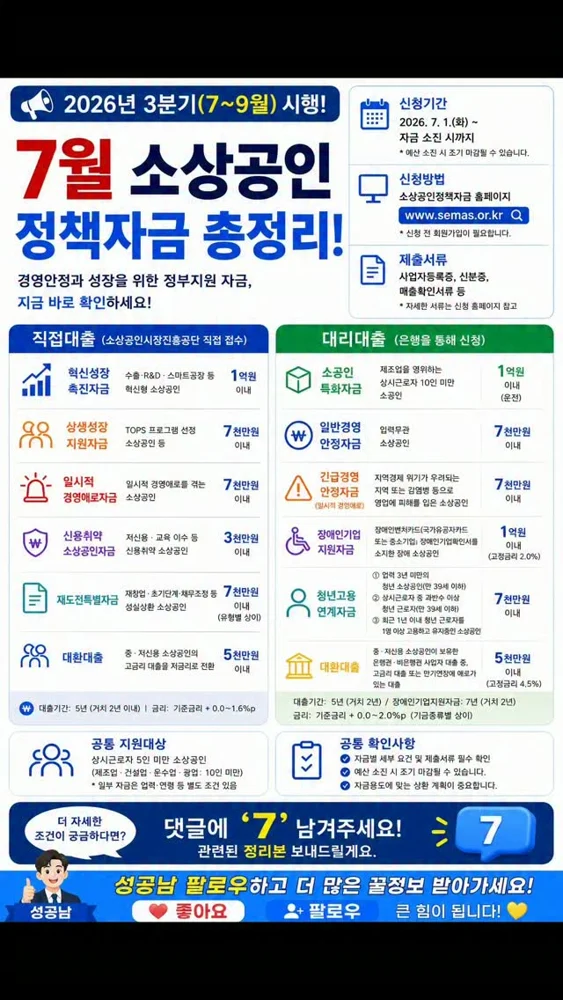 2026년 3분기(7~9월) 시행!
7월 소상공인
정책자금 총정리!
경영안정과 성장을 위한 정부지원 자금,
지금 바로 확인하세요!
신청기간
2026. 7. 1.(화) ~
자금 소진 시까지
* 예산 소진 시 조기 마감될 수 있습니다.
신청방법
소상공인정책자금 홈페이지
www.semas.or.kr
* 신청 전 회원가입이 필요합니다.
제출서류
사업자등록증, 신분증,
매출확인서류 등
* 자세한 서류는 신청 홈페이지 참고
직접대출 (소상공인시장진흥공단 직접 접수)
혁신성장
촉진자금
수출·R&D·스마트공장 등
혁신형 소상공인
1억원
이내
상생성장
지원자금
TOPS 프로그램 선정
소상공인 등
7천만원
이내
일시적
경영애로자금
일시적 경영애로를 겪는
소상공인
7천만원
이내
신용취약
소상공인자금
저신용·교육 이수 등
신용취약 소상공인
3천만원
이내
재도전특별자금
재창업·초기단계·채무조정 등
성실상환 소상공인
7천만원
이내
(유형별 상이)
대환대출
중·저신용 소상공인의
고금리 대출을 저금리로 전환
5천만원
이내
대출기간: 5년 (거치 2년 이내) | 금리: 기준금리 + 0.0~1.6%p
대리대출 (은행을 통해 신청)
소공인
특화자금
제조업을 영위하는
상시근로자 10인 미만
소공인
1억원
이내
(운전)
일반경영
안정자금
업력무관
소상공인
7천만원
이내
긴급경영
안정자금
(일시적 경영애로)
지역경제 위기가 우려되는
지역 또는 감염병 등으로
영업에 피해를 입은 소상공인
7천만원
이내
장애인기업
지원자금
장애인복지카드(국가유공자카드
또는 중소기업) 장애인기업확인서를
소지한 장애 소상공인
1억원
이내
(고정금리 2.0%)
청년고용
연계자금
① 업력 3년 미만의
청년 소상공인(만 39세 이하)
② 상시근로자 중 과반수 이상
청년 근로자(만 39세 이하)
③ 최근 1년 이내 청년 근로자를
1명 이상 고용하고 유지중인 소상공인
7천만원
이내
대환대출
중·저신용 소상공인이 보유한
은행권·비은행권 사업자 대출 중,
고금리 대출 또는 만기연장에 애로가
있는 대출
5천만원
이내
(고정금리 4.5%)
대출기간: 5년 (거치 2년) / 장애인기업지원자금: 7년 (거치 2년)
금리: 기준금리 + 0.0~2.0%p (기금종류별 상이)
공통 지원대상
상시근로자 5인 미만 소상공인
(제조업·건설업·운수업·광업: 10인 미만)
* 일부 자금은 업력·연령 등 별도 조건 있음
공통 확인사항
자금별 세부 요건 및 제출서류 필수 확인
예산 소진 시 조기 마감될 수 있습니다.
자금용도에 맞는 상환 계획이 중요합니다.
더 자세한
조건이 궁금하다면?
댓글에 '7' 남겨주세요!
관련된 정리본 보내드릴게요.
7
성공남 팔로우하고 더 많은 꿀정보 받아가세요!
성공남
좋아요
팔로우
큰 힘이 됩니다!